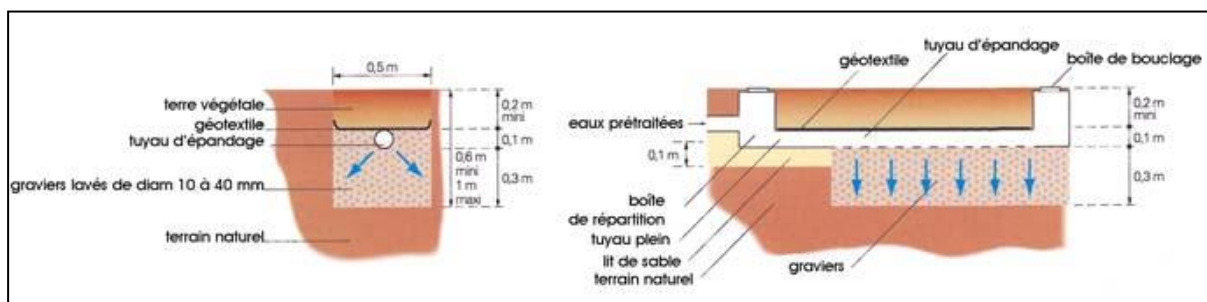 0,5 m
terre végétale
géotextile
tuyau d'épandage
graviers lavés de diam 10 à 40 mm
terrain naturel
0,6 m
mini
1 m
maxi
0,2 m
mini
0,1 m
0,3 m
tuyau d'épandage
géotextile
boîte de bouclage
eaux prétraitées
0,1 m
boîte
de répartition
tuyau plein
lit de sable
terrain naturel
graviers
0,2 m
mini
0,1 m
0,3 m